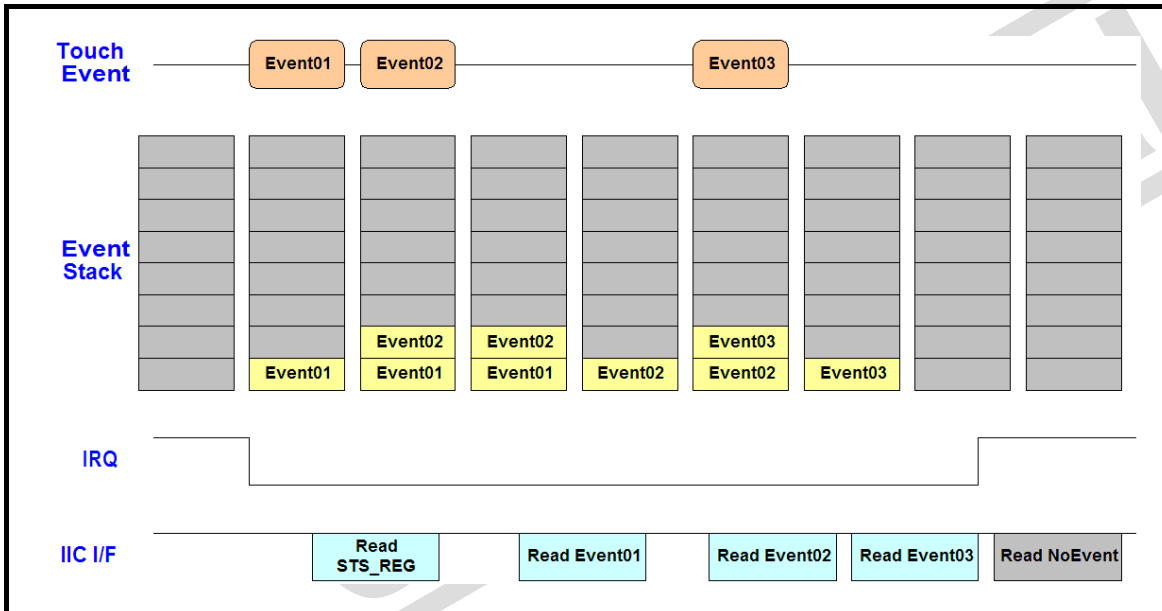 Touch
Event
Event01
Event02
Event03
Event
Stack
Event02
Event02
Event03
Event01
Event01
Event01
Event02
Event02
Event03
IRQ
IIC I/F
Read
STS_REG
Read Event01
Read Event02
Read Event03
Read NoEvent